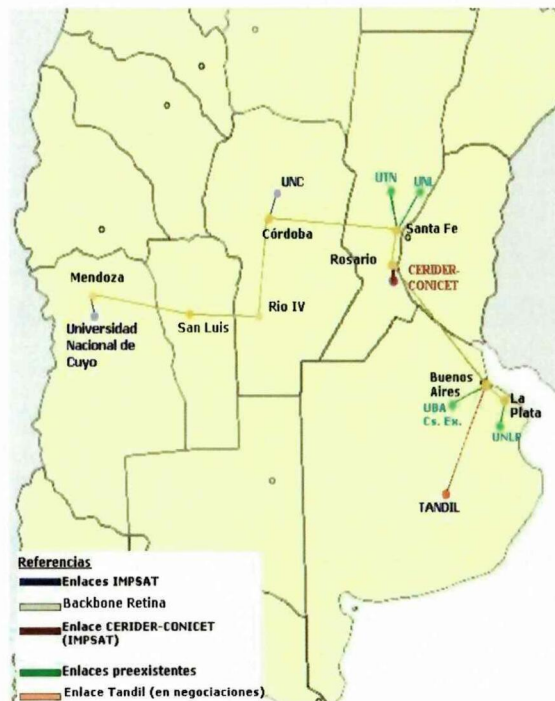 UNC
UTN
UNL
Córdoba
Santa Fe
Rosario
CERIDER-
CONICET
Mendoza
Rio IV
San Luis
Universidad
Nacional de
Cuyo
Buenos
Aires
La
Plata
UBA
Cs. Ex.
UNLP
TANDIL
Referencias
Enlaces IMPSAT
Backbone Retina
Enlace CERIDER-CONICET
(IMPSAT)
Enlaces preexistentes
Enlace Tandil (en negociaciones)